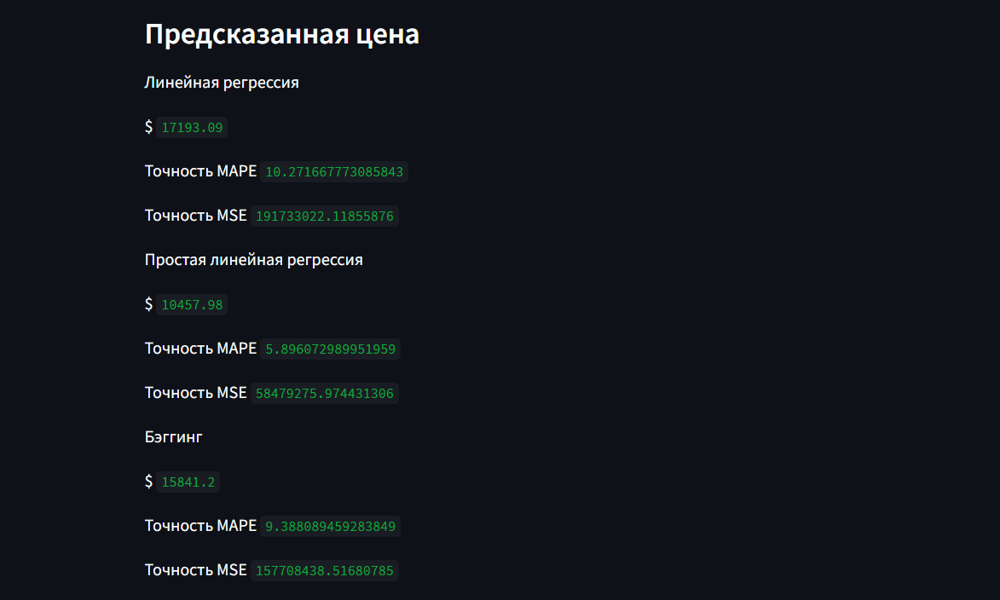 Предсказанная цена
Линейная регрессия
$ 17193.09
Точность MAPE 10.271667773085843
Точность MSE 191733022.11855876
Простая линейная регрессия
$ 10457.98
Точность MAPE 5.896072989951959
Точность MSE 58479275.974431306
Бэггинг
$ 15841.2
Точность MAPE 9.388089459283849
Точность MSE 157708438.51680785